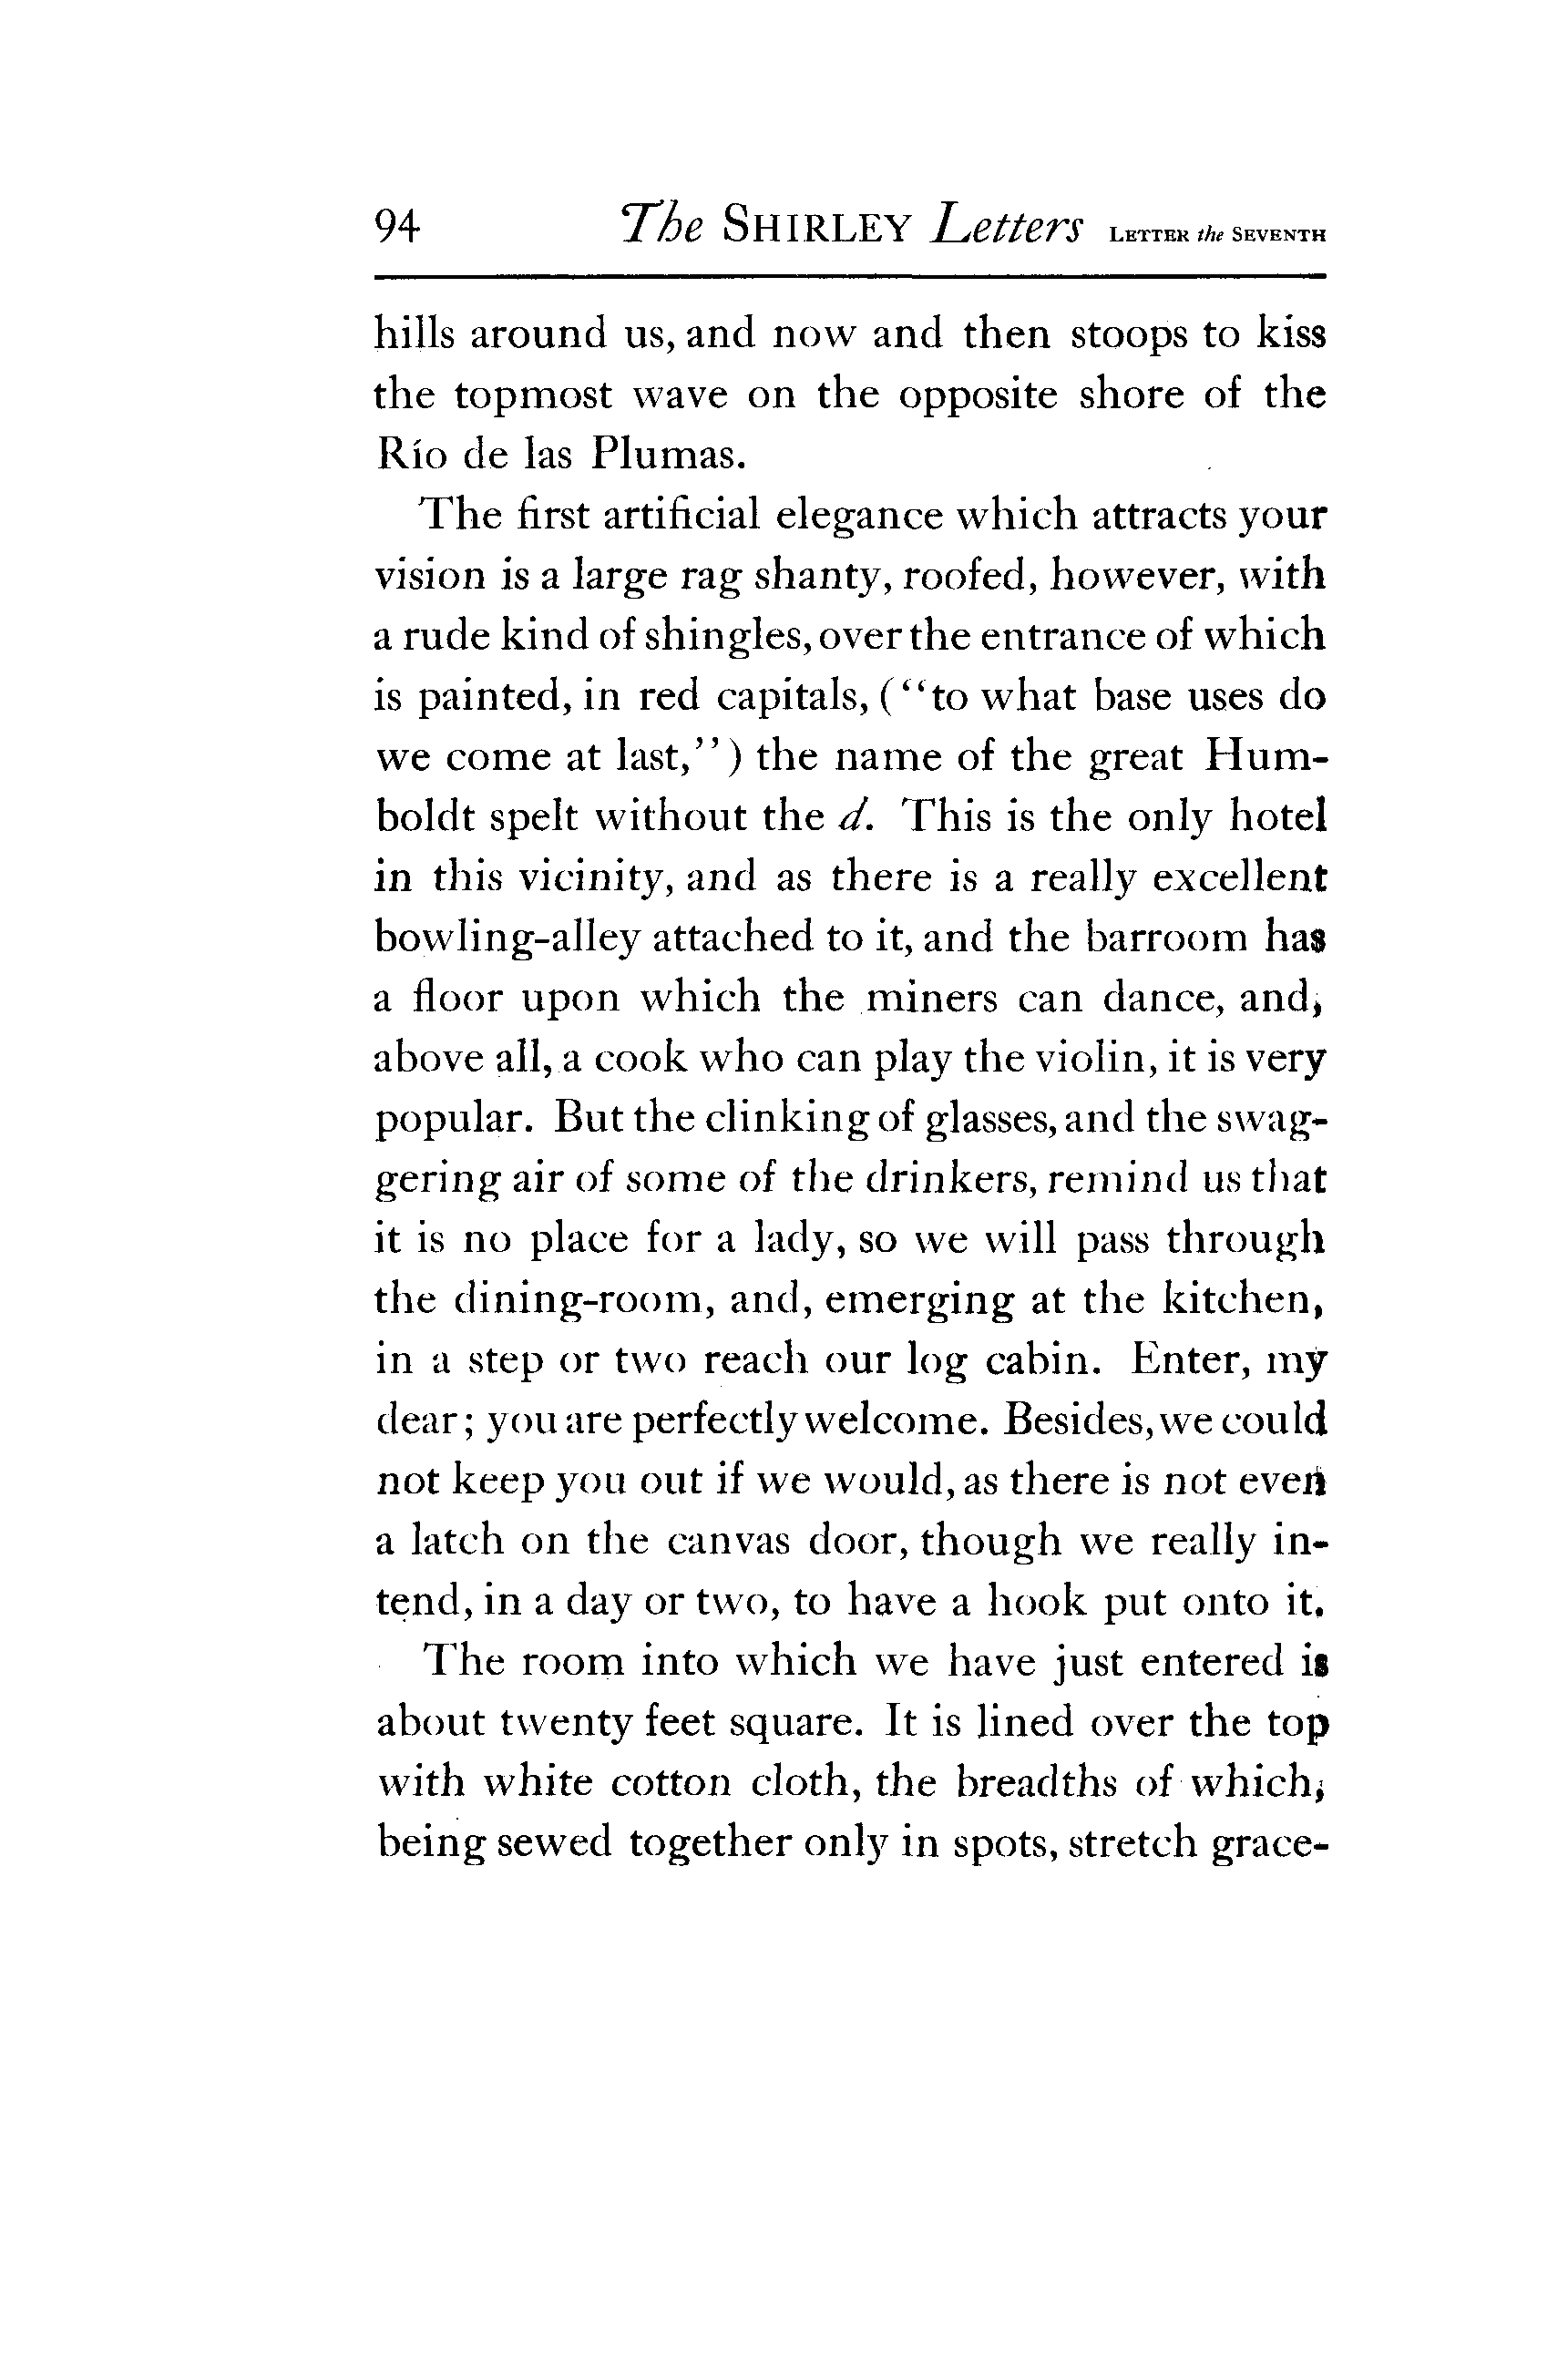 94 The SHIRLEY Letters LETTER the SEVENTH
hills around us, and now and then stoops to kiss
the topmost wave on the opposite shore of the
Río de las Plumas.
The first artificial elegance which attracts your
vision is a large rag shanty, roofed, however, with
a rude kind of shingles, over the entrance of which
is painted, in red capitals, (“to what base uses do
we come at last,”) the name of the great Hum-
boldt spelt without the d. This is the only hotel
in this vicinity, and as there is a really excellent
bowling-alley attached to it, and the barroom has
a floor upon which the miners can dance, and,
above all, a cook who can play the violin, it is very
popular. But the clinking of glasses, and the swag-
gering air of some of the drinkers, remind us that
it is no place for a lady, so we will pass through
the dining-room, and, emerging at the kitchen,
in a step or two reach our log cabin. Enter, my
dear; you are perfectly welcome. Besides, we could
not keep you out if we would, as there is not even
a latch on the canvas door, though we really in-
tend, in a day or two, to have a hook put onto it.
The room into which we have just entered is
about twenty feet square. It is lined over the top
with white cotton cloth, the breadths of which,
being sewed together only in spots, stretch grace-